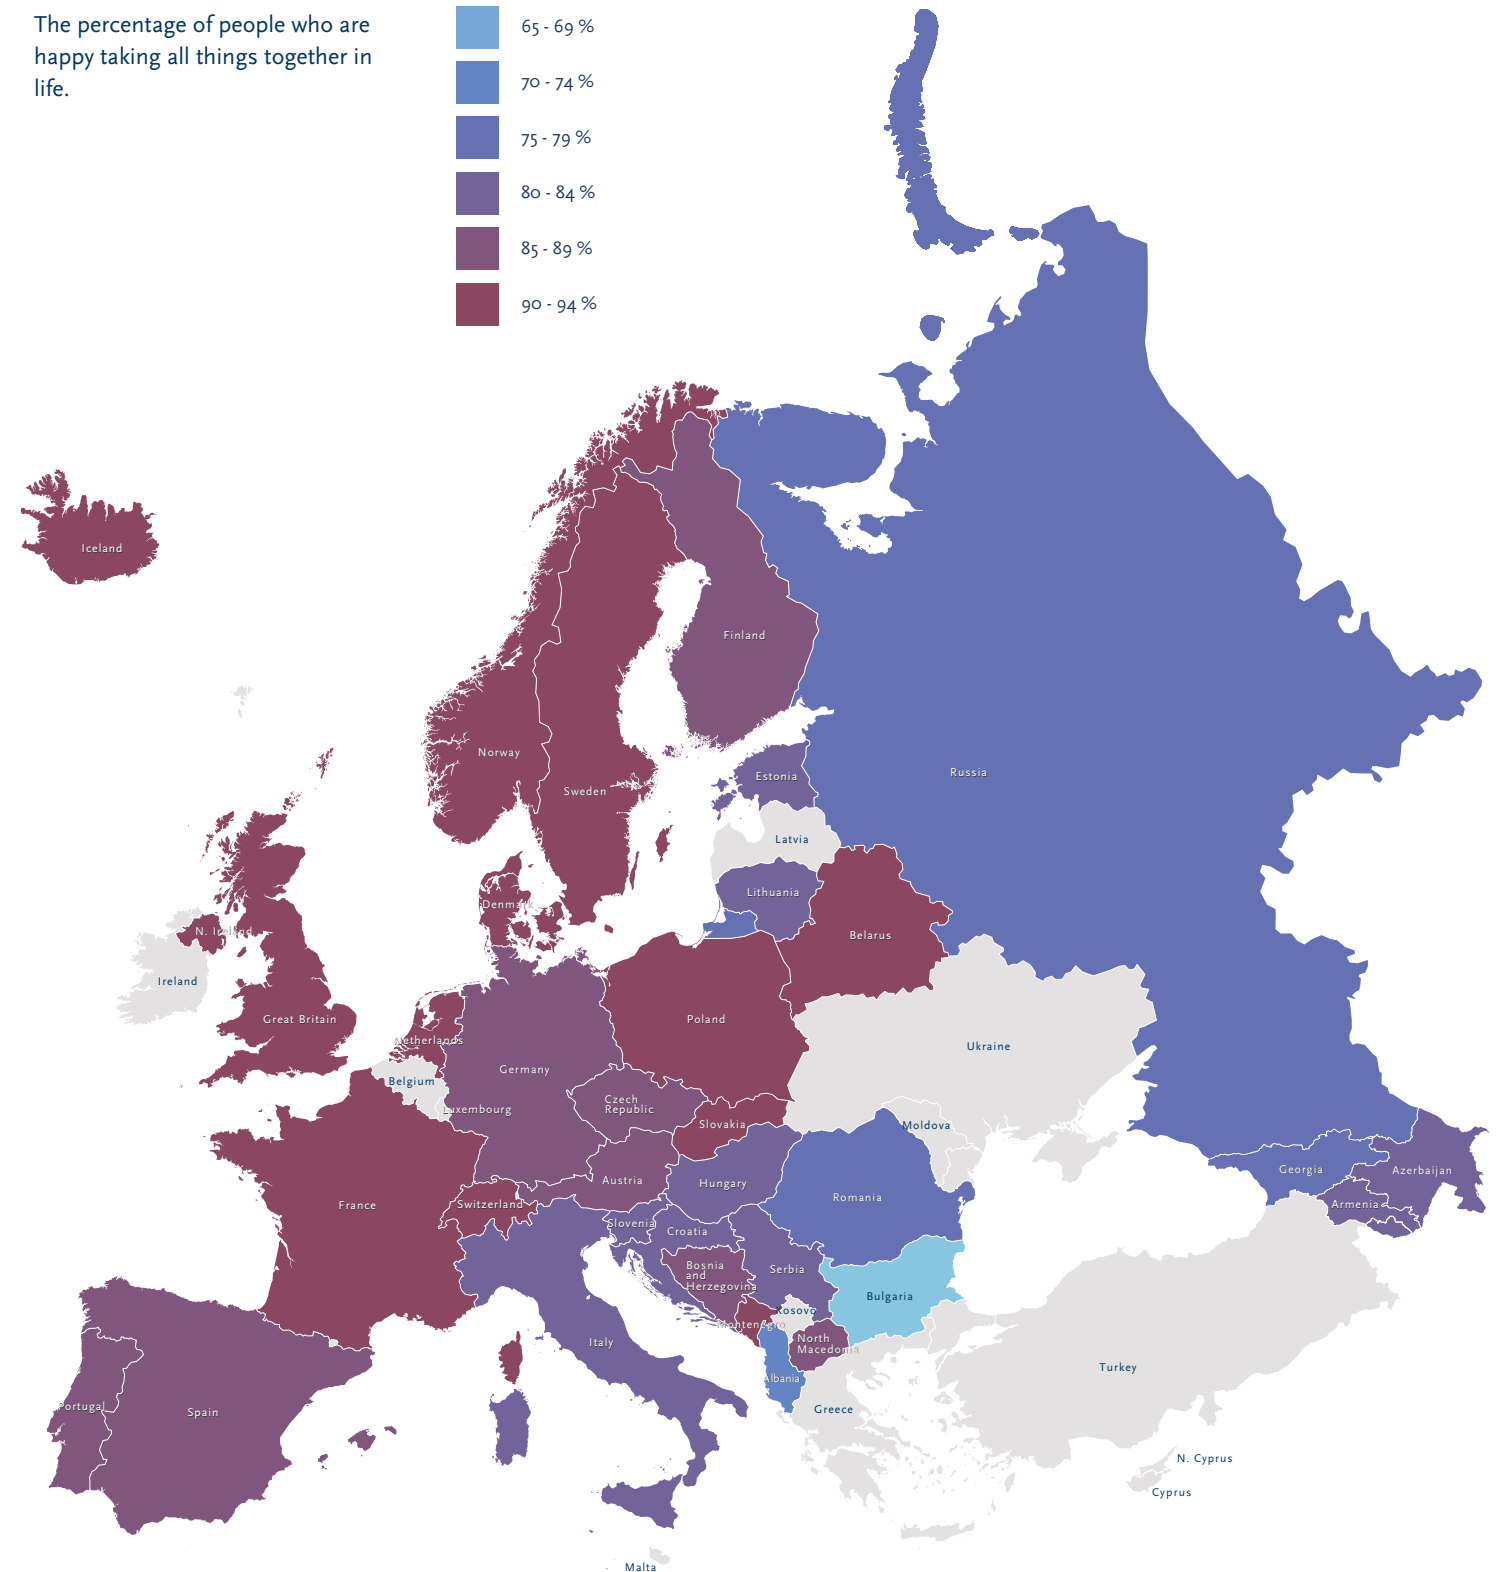 The percentage of people who are
happy taking all things together in
life.
65 - 69 %
70 - 74 %
75 - 79 %
80 - 84 %
85 - 89 %
90 - 94 %
Iceland
Finland
Norway
Sweden
Estonia
Russia
Latvia
Lithuania
Denmark
N. Ireland
Belarus
Ireland
Great Britain
Poland
Netherlands
Ukraine
Germany
Belgium
Luxembourg
Czech
Republic
Slovakia
Moldova
Austria
Hungary
Georgia
Azerbaijan
France
Switzerland
Romania
Armenia
Slovenia
Croatia
Bosnia
and
Herzegovina
Serbia
Bulgaria
Kosovo
Montenegro
Italy
North
Macedonia
Turkey
Albania
Portugal
Spain
Greece
N. Cyprus
Cyprus
Malta